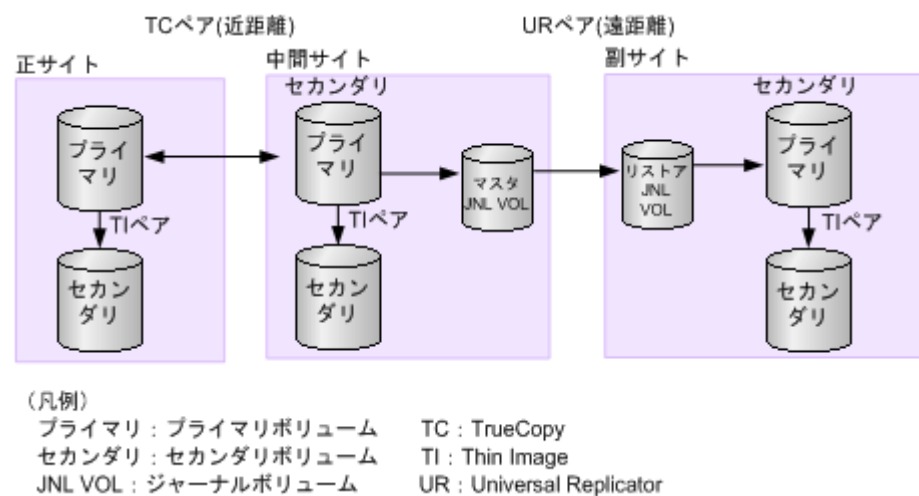 TCペア(近距離)
URペア(遠距離)
正サイト
中間サイト
副サイト
セカンダリ
セカンダリ
プライ
マリ
プライ
マリ
マスタ
JNL VOL
リストア
JNL
VOL
プライ
マリ
TIペア
TIペア
TIペア
セカン
ダリ
セカン
ダリ
セカン
ダリ
(凡例)
プライマリ:プライマリボリューム
TC:TrueCopy
セカンダリ:セカンダリボリューム
TI:Thin Image
JNL VOL:ジャーナルボリューム
UR:Universal Replicator